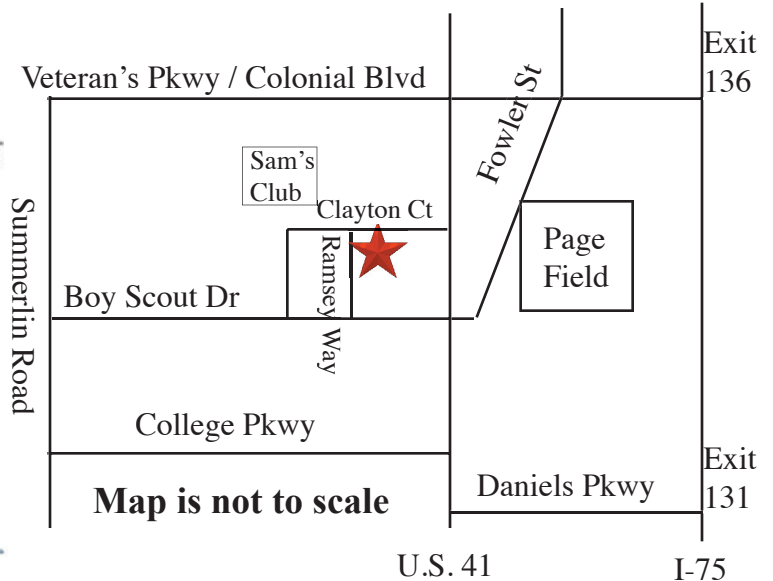 Exit
136
Veteran's Pkwy / Colonial Blvd
Fowler St
Sam's
Club
Clayton Ct
Page
Field
Summerlin Road
Ramsey Way
Boy Scout Dr
College Pkwy
Exit
131
Daniels Pkwy
Map is not to scale
U.S. 41
I-75